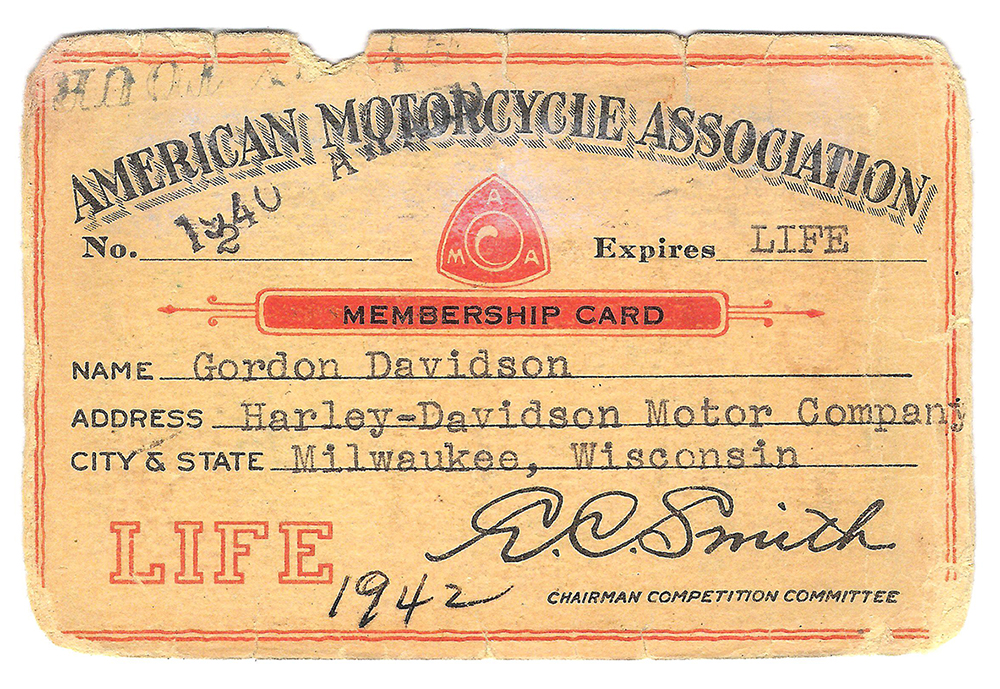 AMERICAN MOTORCYCLE ASSOCIATION
A
M A
No. Expires LIFE
MEMBERSHIP CARD
NAME Gordon Davidson
ADDRESS Harley-Davidson Motor Company
CITY & STATE Milwaukee, Wisconsin
E.C. Smith
LIFE
1942
CHAIRMAN COMPETITION COMMITTEE